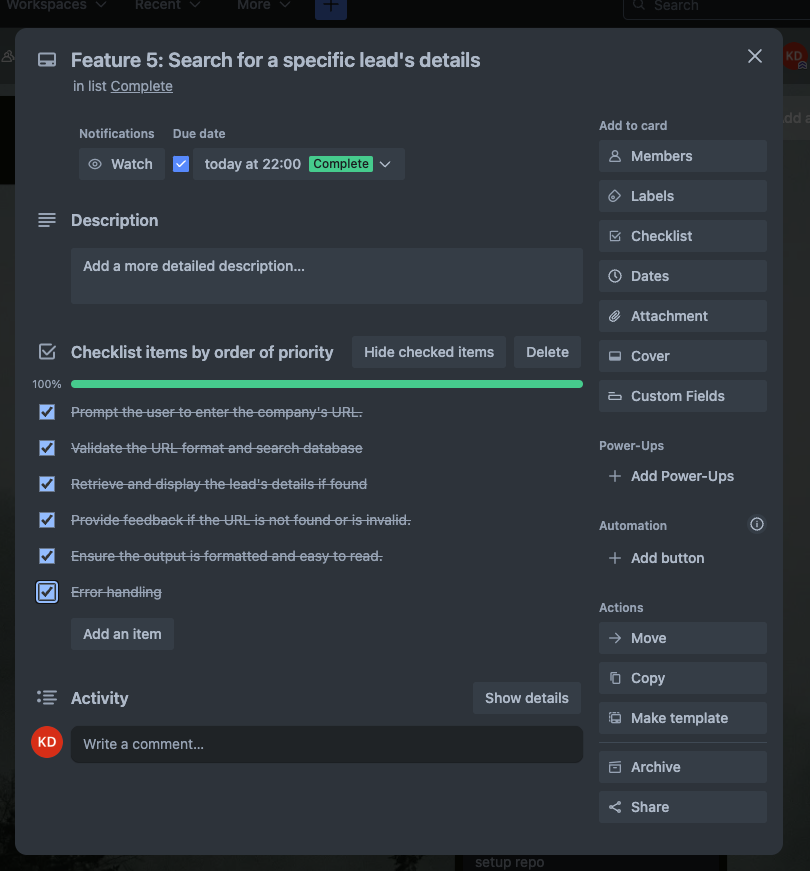 Workspaces
Recent
More
Search
Feature 5: Search for a specific lead's details
in list Complete
KD
Notifications
Due date
Watch
today at 22:00 Complete
Description
Add a more detailed description...
Checklist items by order of priority
Hide checked items
Delete
100%
Prompt the user to enter the company's URL.
Validate the URL format and search database
Retrieve and display the lead's details if found
Provide feedback if the URL is not found or is invalid.
Ensure the output is formatted and easy to read.
Error handling
Add an item
Activity
Show details
KD
Write a comment...
Add to card
Members
Labels
Checklist
Dates
Attachment
Cover
Custom Fields
Power-Ups
Add Power-Ups
Automation
Add button
Actions
Move
Copy
Make template
Archive
Share
setup repo